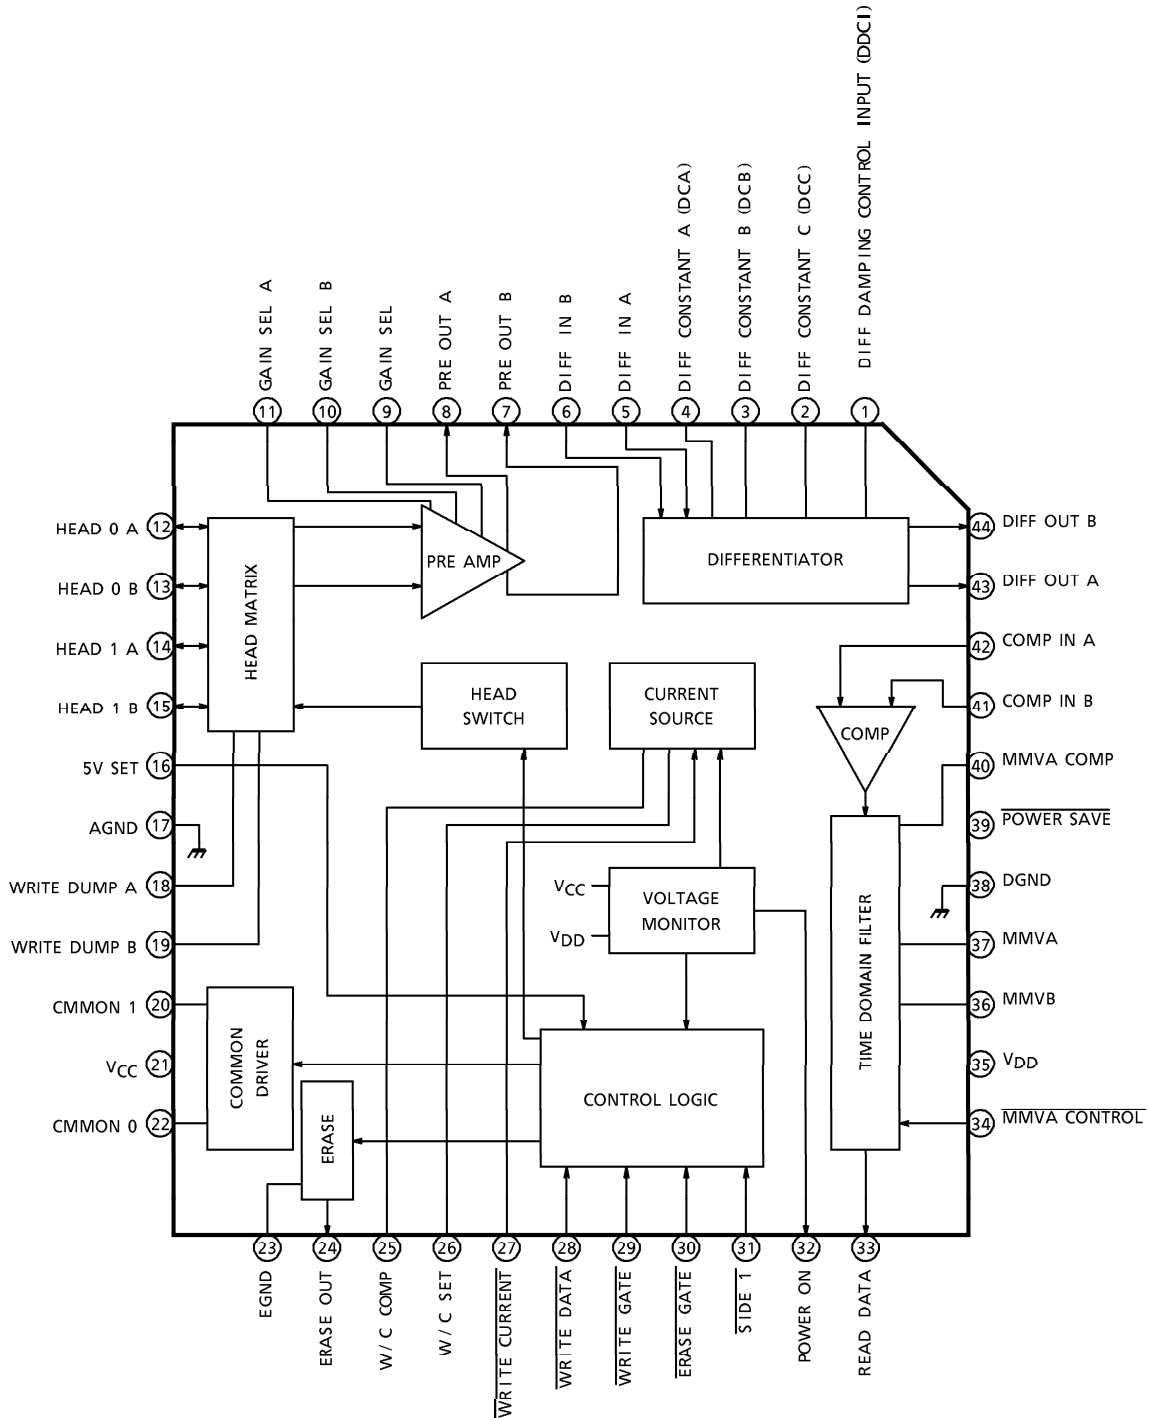 DIFF DAMPING CONTROL INPUT (DDCI)
DIFF CONSTANT C (DCC)
DIFF CONSTANT B (DCB)
DIFF CONSTANT A (DCA)
DIFF IN A
DIFF IN B
PRE OUT B
PRE OUT A
GAIN SEL
GAIN SEL B
GAIN SEL A
11
10
9
8
7
6
5
4
3
2
1
HEAD 0 A
12
HEAD 0 B
13
HEAD 1 A
14
HEAD 1 B
15
5V SET
16
AGND
17
WRITE DUMP A
18
WRITE DUMP B
19
CMMON 1
20
VCC
21
CMMON 0
22
HEAD MATRIX
PRE AMP
DIFFERENTIATOR
HEAD
SWITCH
CURRENT
SOURCE
COMP
VCC
VDD
VOLTAGE
MONITOR
TIME DOMAIN FILTER
COMMON
DRIVER
ERASE
CONTROL LOGIC
44
DIFF OUT B
43
DIFF OUT A
42
COMP IN A
41
COMP IN B
40
MMVA COMP
39
POWER SAVE
38
DGND
37
MMVA
36
MMVB
35
VDD
34
MMVA CONTROL
23
24
25
26
27
28
29
30
31
32
33
EGND
ERASE OUT
W/C COMP
W/C SET
WRITE CURRENT
WRITE DATA
WRITE GATE
ERASE GATE
SIDE 1
POWER ON
READ DATA